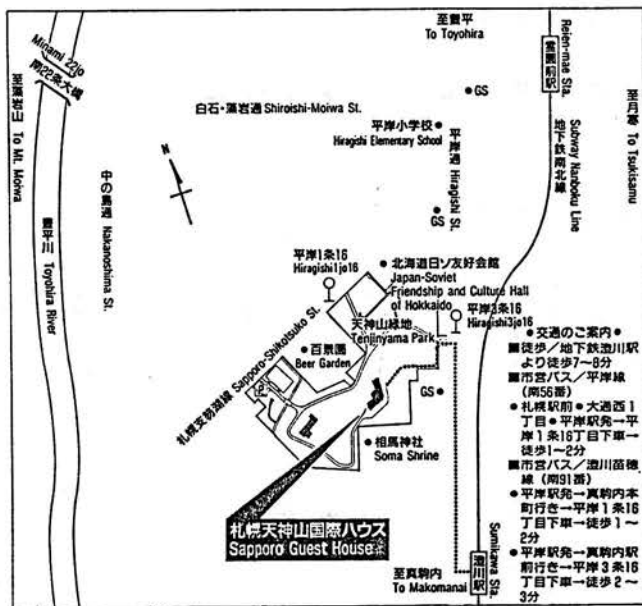 至豊平
To Toyohira
Minami 22jo
南22条大橋
至藻岩山 To Mt. Moiwa
豊平川 Toyohira River
中の島通 Nakanoshima St.
白石・藻岩通 Shiroishi-Moiwa St.
GS
平岸小学校
Hiragishi Elementary School
平岸通 Hiragishi St.
GS
霊園前駅
Reien-mae Sta.
Subway Nanboku Line
地下鉄南北線
至月寒 To Tsukisamu
N
平岸1条16
Hiragishi1jo16
北海道日ソ友好会館
Japan-Soviet
Friendship and Culture Hall
of Hokkaido
天神山緑地
Tenjinyama Park
平岸3条16
Hiragishi3jo16
札幌支笏湖線 Sapporo-Shikotsuko St.
百景園
Beer Garden
GS
相馬神社
Soma Shrine
札幌天神山国際ハウス
Sapporo Guest House
至真駒内
To Makomanai
澄川駅
Sumikawa Sta.
●交通のご案内●
■徒歩/地下鉄澄川駅
より徒歩7〜8分
■市営バス/平岸線
(南56番)
●札幌駅前●大通西1
丁目●平岸駅発→平
岸1条16丁目下車→
徒歩1〜2分
■市営バス/澄川苗穂
線(南91番)
●平岸駅発→真駒内本
町行き→平岸1条16
丁目下車→徒歩1〜
2分
●平岸駅発→真駒内駅
前行き→平岸3条16
丁目下車→徒歩2〜
3分